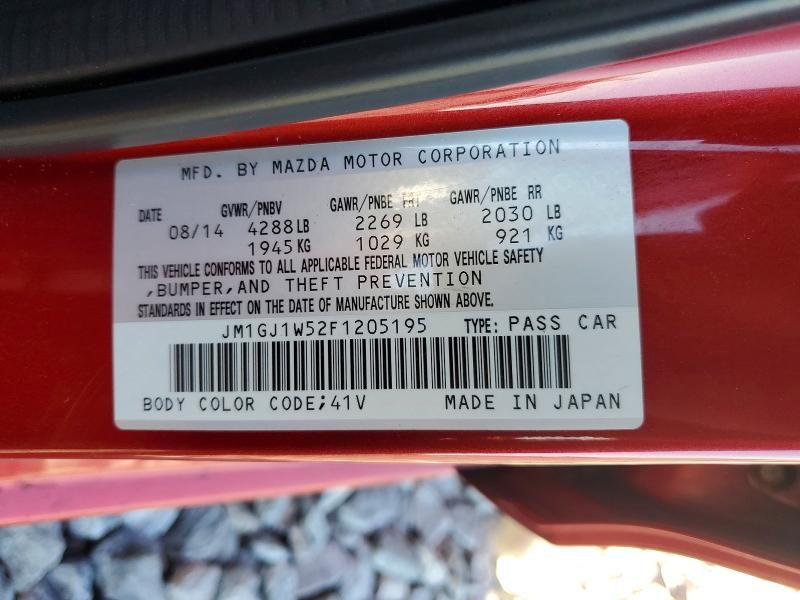 MFD. BY MAZDA MOTOR CORPORATION
DATE GVWR/PNBV GAWR/PNBE FRT GAWR/PNBE RR
08/14 4288 LB 2269 LB 2030 LB
1945 KG 1029 KG 921 KG
THIS VEHICLE CONFORMS TO ALL APPLICABLE FEDERAL MOTOR VEHICLE SAFETY
,BUMPER,AND THEFT PREVENTION
STANDARDS IN EFFECT ON THE DATE OF MANUFACTURE SHOWN ABOVE.
JM1GJ1W52F1205195 TYPE: PASS CAR
BODY COLOR CODE;41V MADE IN JAPAN